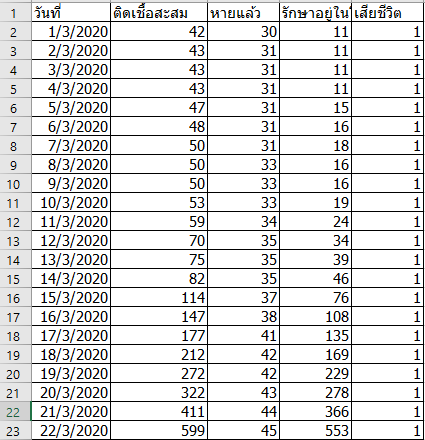 1 วันที่ ติดเชื้อสะสม หายแล้ว รักษาอยู่ใน เสียชีวิต
2 1/3/2020 42 30 11 1
3 2/3/2020 43 31 11 1
4 3/3/2020 43 31 11 1
5 4/3/2020 43 31 11 1
6 5/3/2020 47 31 15 1
7 6/3/2020 48 31 16 1
8 7/3/2020 50 31 18 1
9 8/3/2020 50 33 16 1
10 9/3/2020 50 33 16 1
11 10/3/2020 53 33 19 1
12 11/3/2020 59 34 24 1
13 12/3/2020 70 35 34 1
14 13/3/2020 75 35 39 1
15 14/3/2020 82 35 46 1
16 15/3/2020 114 37 76 1
17 16/3/2020 147 38 108 1
18 17/3/2020 177 41 135 1
19 18/3/2020 212 42 169 1
20 19/3/2020 272 42 229 1
21 20/3/2020 322 43 278 1
22 21/3/2020 411 44 366 1
23 22/3/2020 599 45 553 1